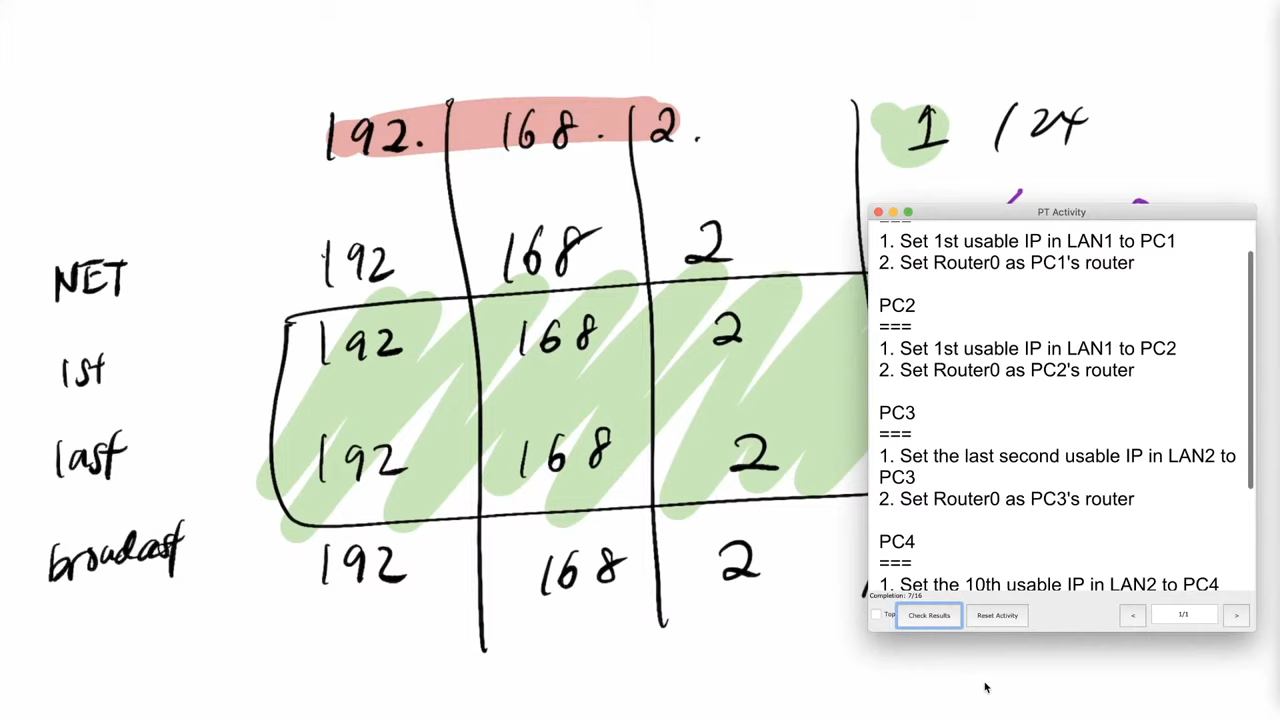 192. 168. 2. 1 /24
NET 192 168 2
1st 192 168 2
last 192 168 2
broadcast 192 168 2
PT Activity
===
1. Set 1st usable IP in LAN1 to PC1
2. Set Router0 as PC1's router
PC2
===
1. Set 1st usable IP in LAN1 to PC2
2. Set Router0 as PC2's router
PC3
===
1. Set the last second usable IP in LAN2 to
PC3
2. Set Router0 as PC3's router
PC4
===
1. Set the 10th usable IP in LAN2 to PC4
Completion: 7/16
Top
Check Results
Reset Activity
<
1/1
>